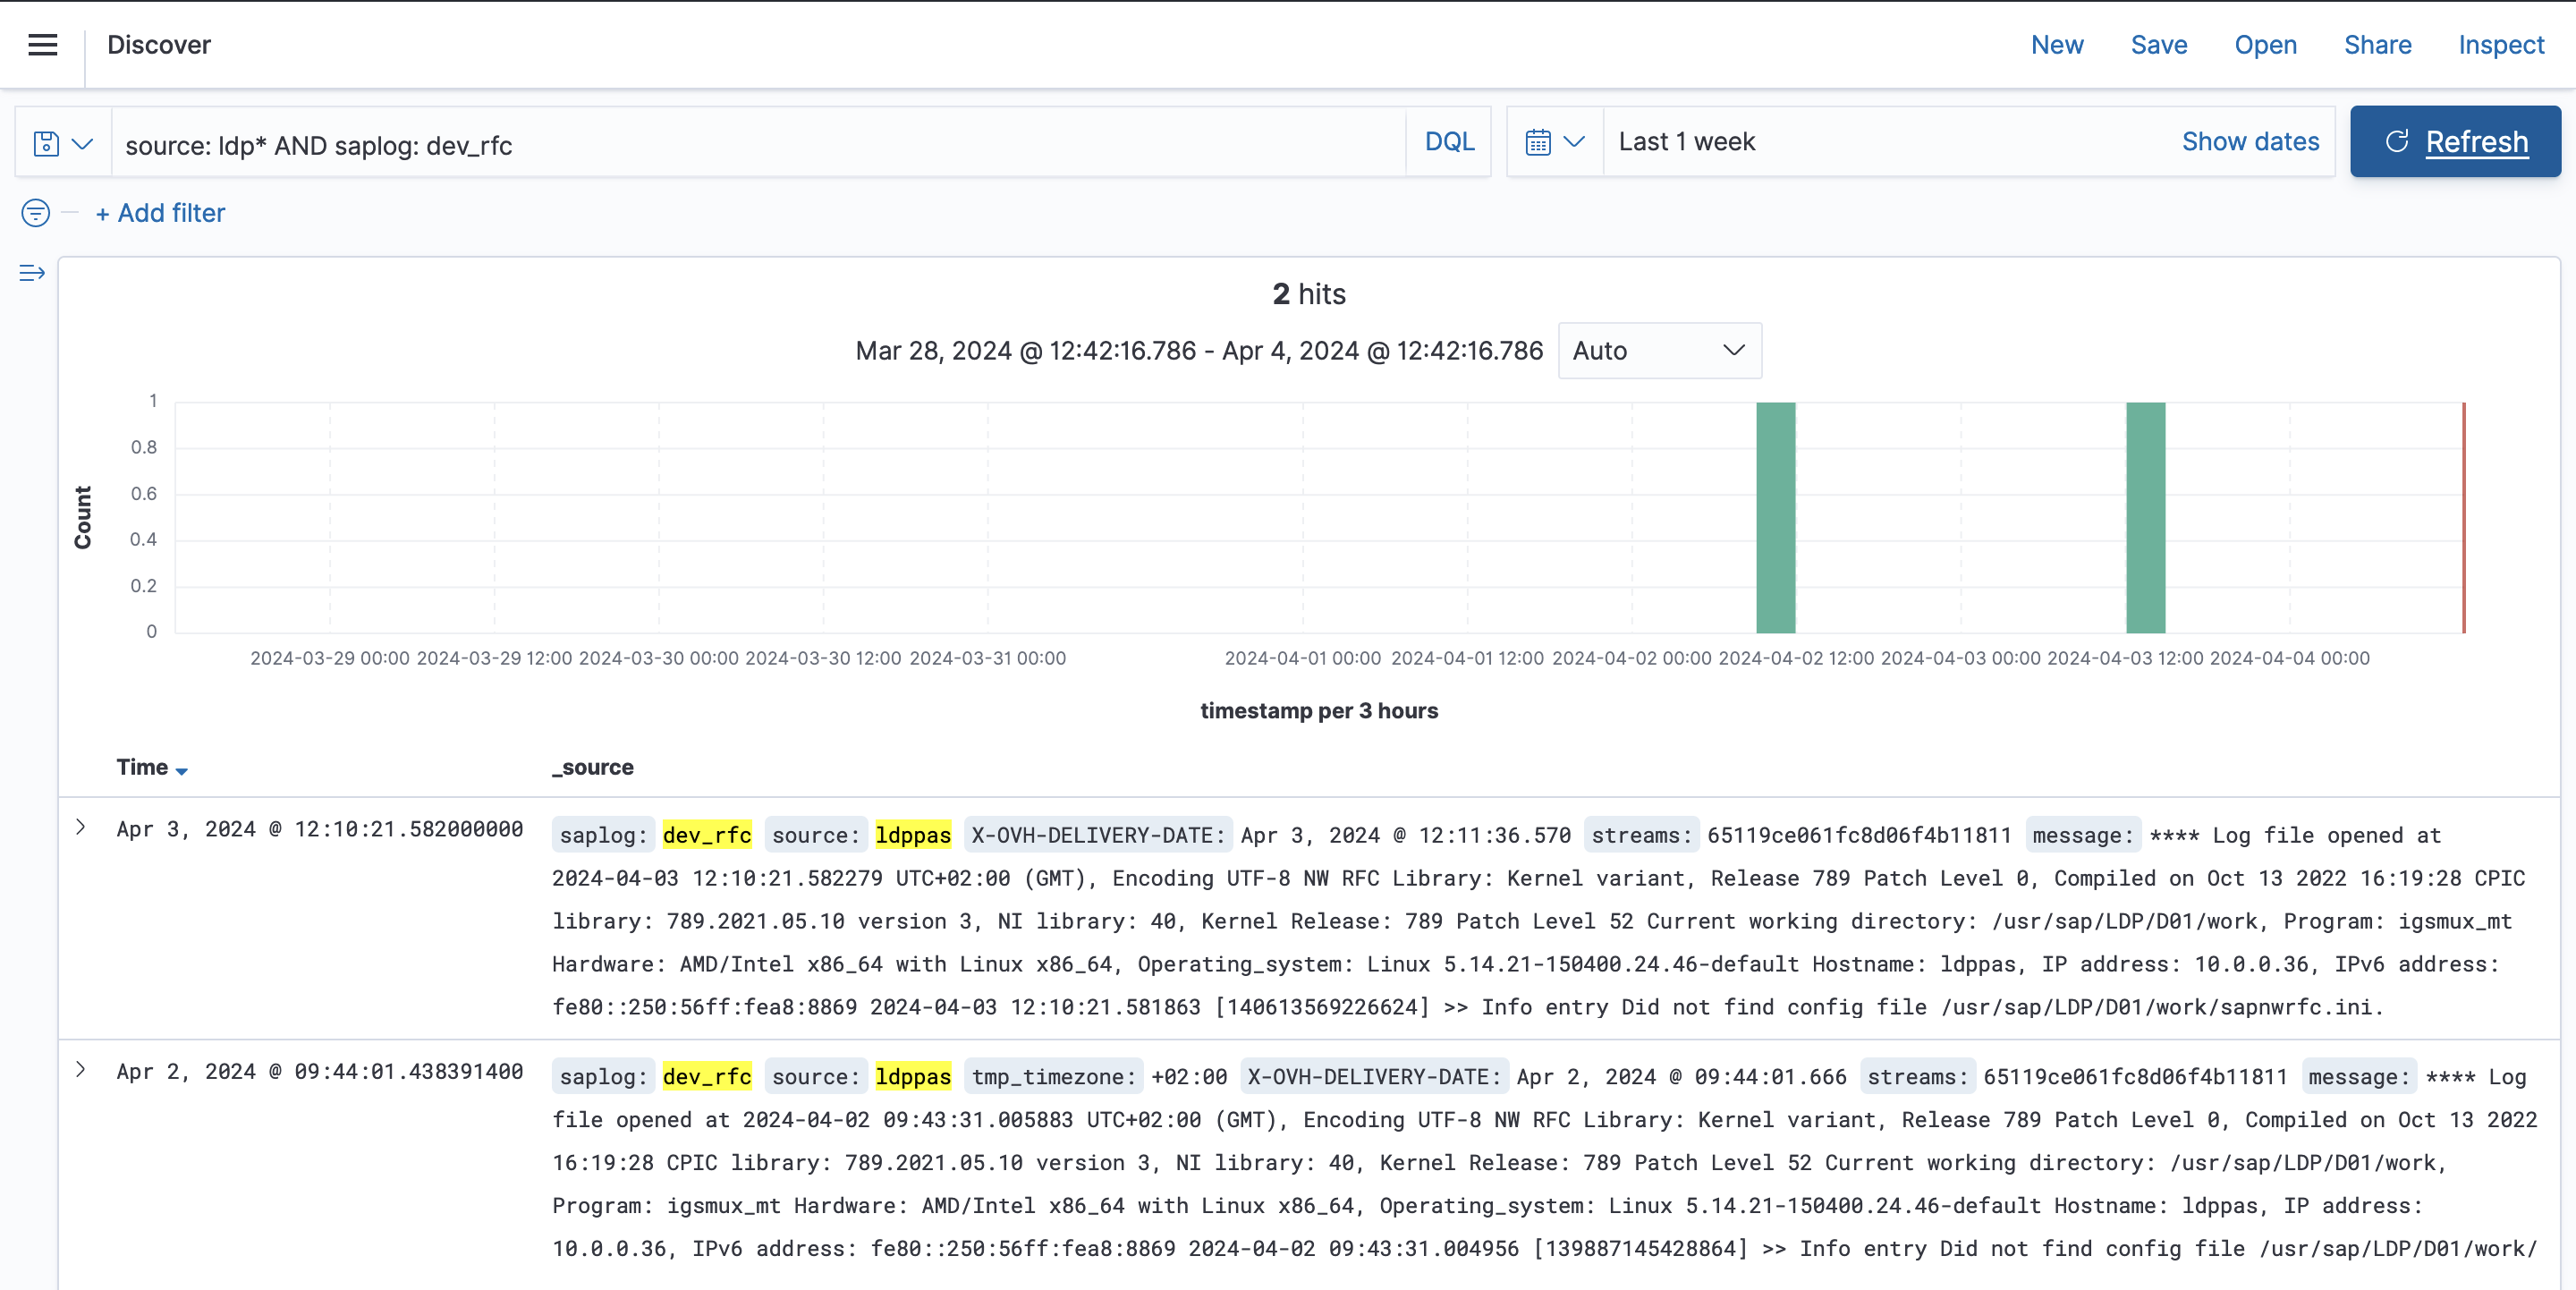 Discover
New Save Open Share Inspect
source: ldp* AND saplog: dev_rfc
DQL
Last 1 week
Show dates
Refresh
+ Add filter
2 hits
Mar 28, 2024 @ 12:42:16.786 - Apr 4, 2024 @ 12:42:16.786
Auto
Count
1
0.8
0.6
0.4
0.2
0
2024-03-29 00:00 2024-03-29 12:00 2024-03-30 00:00 2024-03-30 12:00 2024-03-31 00:00 2024-04-01 00:00 2024-04-01 12:00 2024-04-02 00:00 2024-04-02 12:00 2024-04-03 00:00 2024-04-03 12:00 2024-04-04 00:00
timestamp per 3 hours
Time _source
Apr 3, 2024 @ 12:10:21.582000000
saplog: dev_rfc source: ldppas X-OVH-DELIVERY-DATE: Apr 3, 2024 @ 12:11:36.570 streams: 65119ce061fc8d06f4b11811 message: **** Log file opened at
2024-04-03 12:10:21.582279 UTC+02:00 (GMT), Encoding UTF-8 NW RFC Library: Kernel variant, Release 789 Patch Level 0, Compiled on Oct 13 2022 16:19:28 CPIC
library: 789.2021.05.10 version 3, NI library: 40, Kernel Release: 789 Patch Level 52 Current working directory: /usr/sap/LDP/D01/work, Program: igsmux_mt
Hardware: AMD/Intel x86_64 with Linux x86_64, Operating_system: Linux 5.14.21-150400.24.46-default Hostname: ldppas, IP address: 10.0.0.36, IPv6 address:
fe80::250:56ff:fea8:8869 2024-04-03 12:10:21.581863 [140613569226624] >> Info entry Did not find config file /usr/sap/LDP/D01/work/sapnwrfc.ini.
Apr 2, 2024 @ 09:44:01.438391400
saplog: dev_rfc source: ldppas tmp_timezone: +02:00 X-OVH-DELIVERY-DATE: Apr 2, 2024 @ 09:44:01.666 streams: 65119ce061fc8d06f4b11811 message: **** Log
file opened at 2024-04-02 09:43:31.005883 UTC+02:00 (GMT), Encoding UTF-8 NW RFC Library: Kernel variant, Release 789 Patch Level 0, Compiled on Oct 13 2022
16:19:28 CPIC library: 789.2021.05.10 version 3, NI library: 40, Kernel Release: 789 Patch Level 52 Current working directory: /usr/sap/LDP/D01/work,
Program: igsmux_mt Hardware: AMD/Intel x86_64 with Linux x86_64, Operating_system: Linux 5.14.21-150400.24.46-default Hostname: ldppas, IP address:
10.0.0.36, IPv6 address: fe80::250:56ff:fea8:8869 2024-04-02 09:43:31.004956 [139887145428864] >> Info entry Did not find config file /usr/sap/LDP/D01/work/